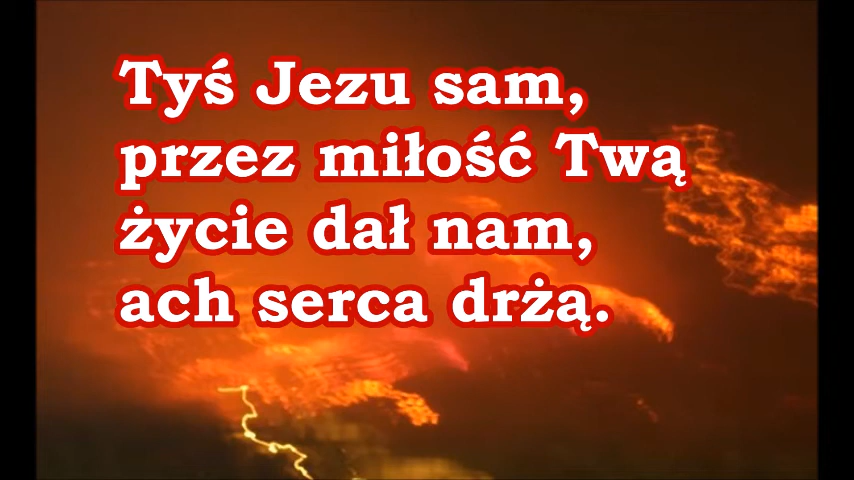 Tyś Jezu sam,
przez miłość Twą
życie dał nam,
ach serca drżą.